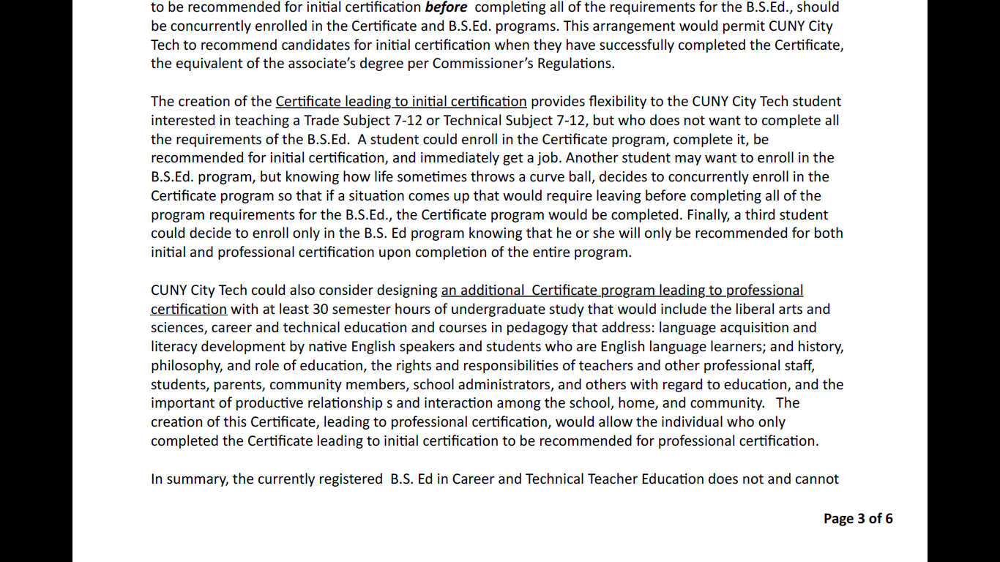 to be recommended for initial certification before completing all of the requirements for the B.S.Ed., should
be concurrently enrolled in the Certificate and B.S.Ed. programs. This arrangement would permit CUNY City
Tech to recommend candidates for initial certification when they have successfully completed the Certificate,
the equivalent of the associate's degree per Commissioner's Regulations.
The creation of the Certificate leading to initial certification provides flexibility to the CUNY City Tech student
interested in teaching a Trade Subject 7-12 or Technical Subject 7-12, but who does not want to complete all
the requirements of the B.S.Ed.  A student could enroll in the Certificate program, complete it, be
recommended for initial certification, and immediately get a job. Another student may want to enroll in the
B.S.Ed. program, but knowing how life sometimes throws a curve ball, decides to concurrently enroll in the
Certificate program so that if a situation comes up that would require leaving before completing all of the
program requirements for the B.S.Ed., the Certificate program would be completed. Finally, a third student
could decide to enroll only in the B.S. Ed program knowing that he or she will only be recommended for both
initial and professional certification upon completion of the entire program.
CUNY City Tech could also consider designing an additional  Certificate program leading to professional
certification with at least 30 semester hours of undergraduate study that would include the liberal arts and
sciences, career and technical education and courses in pedagogy that address: language acquisition and
literacy development by native English speakers and students who are English language learners; and history,
philosophy, and role of education, the rights and responsibilities of teachers and other professional staff,
students, parents, community members, school administrators, and others with regard to education, and the
important of productive relationship s and interaction among the school, home, and community.   The
creation of this Certificate, leading to professional certification, would allow the individual who only
completed the Certificate leading to initial certification to be recommended for professional certification.
In summary, the currently registered  B.S. Ed in Career and Technical Teacher Education does not and cannot
Page 3 of 6